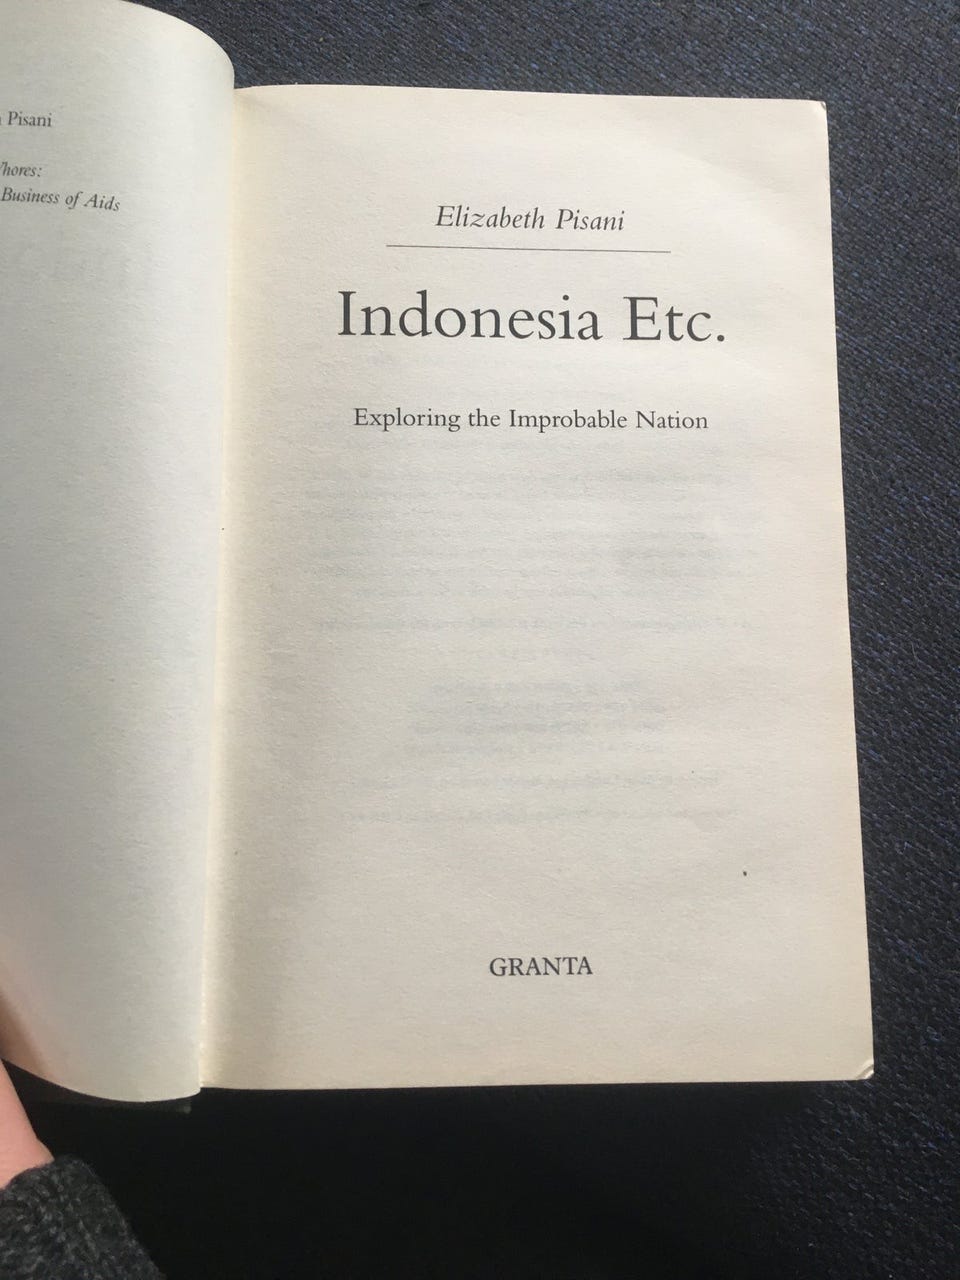 Pisani
Business of Aids
Elizabeth Pisani
Indonesia Etc.
Exploring the Improbable Nation
GRANTA